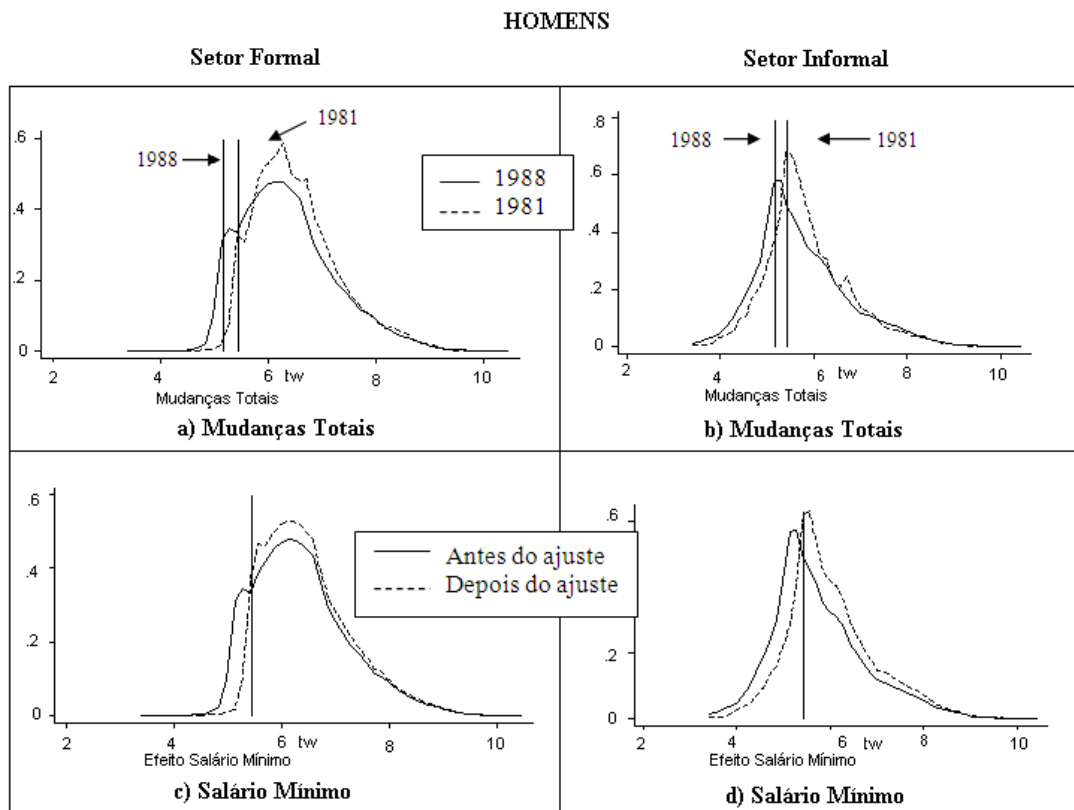 HOMENS
Setor Formal
Setor Informal
1981
1988
.6
.4
.2
0
2
4
6
tw
8
10
Mudanças Totais
a) Mudanças Totais
1988
1981
1988
1981
.8
.6
.4
.2
0
2
4
6
tw
8
10
Mudanças Totais
b) Mudanças Totais
.6
.4
.2
0
2
4
6
tw
8
10
Efeito Salário Mínimo
c) Salário Mínimo
Antes do ajuste
Depois do ajuste
.6
.2
0
2
4
6
tw
8
10
Efeito Salário Mínimo
d) Salário Mínimo